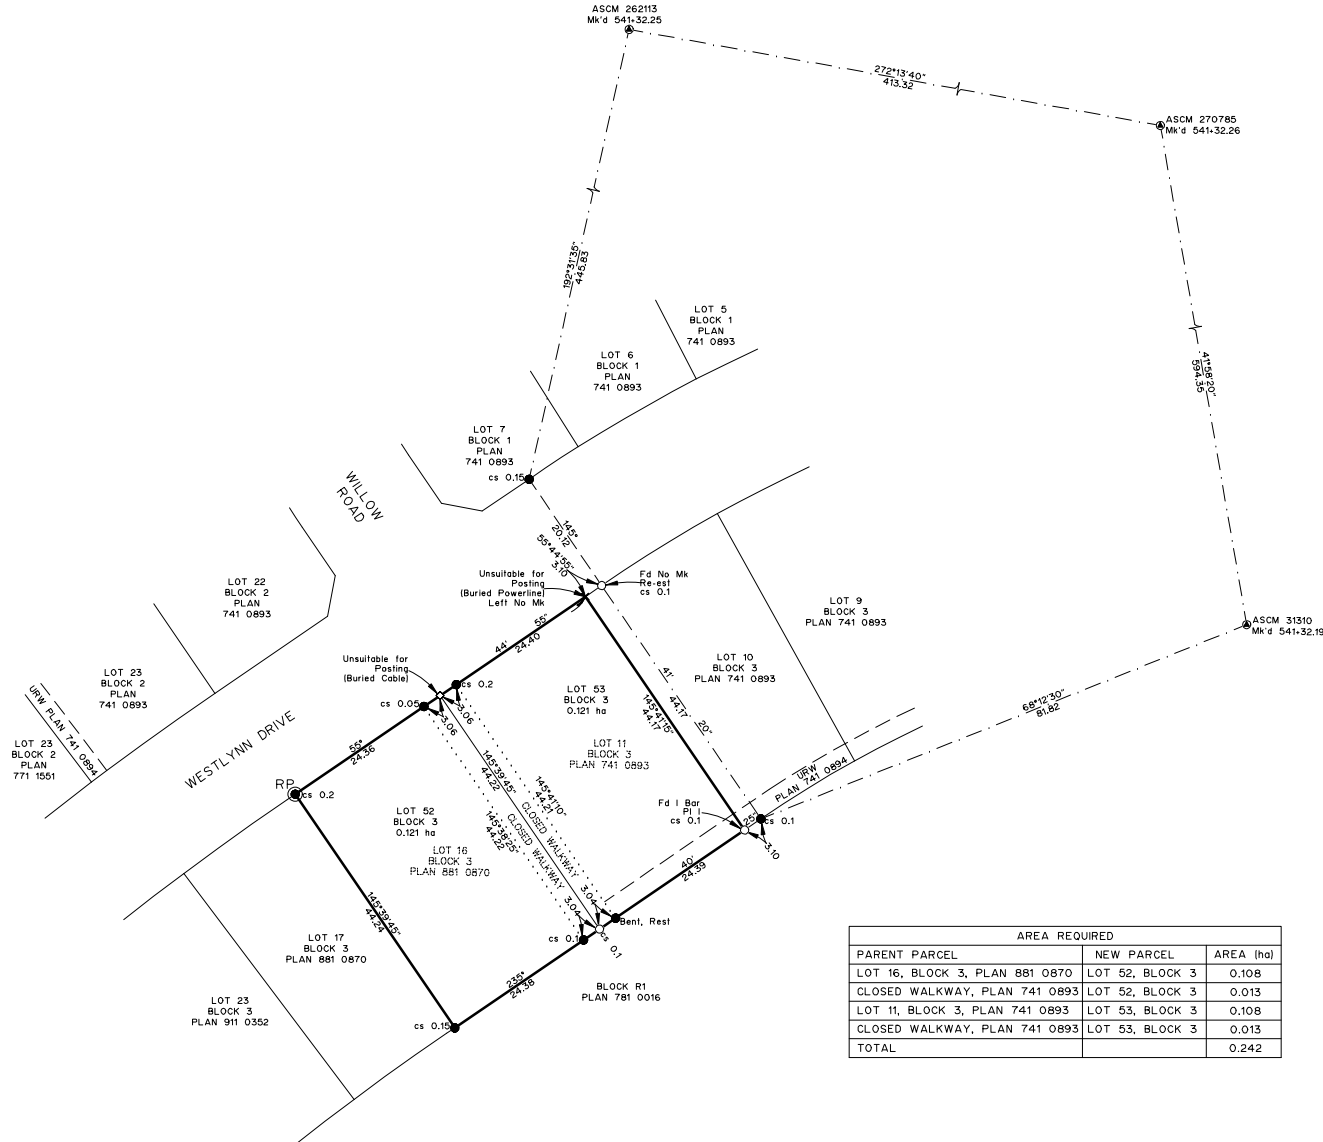 ASCM 262113
Mk'd 541+32.25
272°13'40"
413.32
ASCM 270785
Mk'd 541+32.26
192°31'35"
445.83
41°58'20"
594.35
LOT 5
BLOCK 1
PLAN
741 0893
LOT 6
BLOCK 1
PLAN
741 0893
LOT 7
BLOCK 1
PLAN
741 0893
cs 0.15
WILLOW
ROAD
145°
20.12
55°44'55"
3.10
Unsuitable for
Posting
(Buried Powerline)
Left No Mk
Fd No Mk
Re-est
cs 0.1
LOT 22
BLOCK 2
PLAN
741 0893
LOT 9
BLOCK 3
PLAN 741 0893
ASCM 31310
Mk'd 541+32.19
44'
55"
24.40
Unsuitable for
Posting
(Buried Cable)
LOT 10
BLOCK 3
PLAN 741 0893
41'
44.17
20"
LOT 23
BLOCK 2
PLAN
741 0893
URW PLAN 741 0894
cs 0.2
cs 0.05
3.06
3.06
LOT 53
BLOCK 3
0.121 ha
145°41'15"
44.17
68°12'30"
81.82
LOT 23
BLOCK 2
PLAN
771 1551
WESTLYNN DRIVE
55°
24.36
LOT 11
BLOCK 3
PLAN 741 0893
145°39'45"
44.22
145°41'10"
44.21
URW
PLAN 741 0894
RP
cs 0.2
LOT 52
BLOCK 3
0.121 ha
CLOSED WALKWAY
CLOSED WALKWAY
145°38'25"
44.22
Fd I Bar
Pl I
cs 0.1
25"
cs 0.1
3.10
LOT 16
BLOCK 3
PLAN 881 0870
40'
24.39
145°39'45"
44.24
3.04
3.04
Bent, Rest
cs 0.1
cs 0.1
LOT 17
BLOCK 3
PLAN 881 0870
235°
24.38
BLOCK R1
PLAN 781 0016
LOT 23
BLOCK 3
PLAN 911 0352
cs 0.15
AREA REQUIRED
PARENT PARCEL NEW PARCEL AREA (ha)
LOT 16, BLOCK 3, PLAN 881 0870 LOT 52, BLOCK 3 0.108
CLOSED WALKWAY, PLAN 741 0893 LOT 52, BLOCK 3 0.013
LOT 11, BLOCK 3, PLAN 741 0893 LOT 53, BLOCK 3 0.108
CLOSED WALKWAY, PLAN 741 0893 LOT 53, BLOCK 3 0.013
TOTAL 0.242